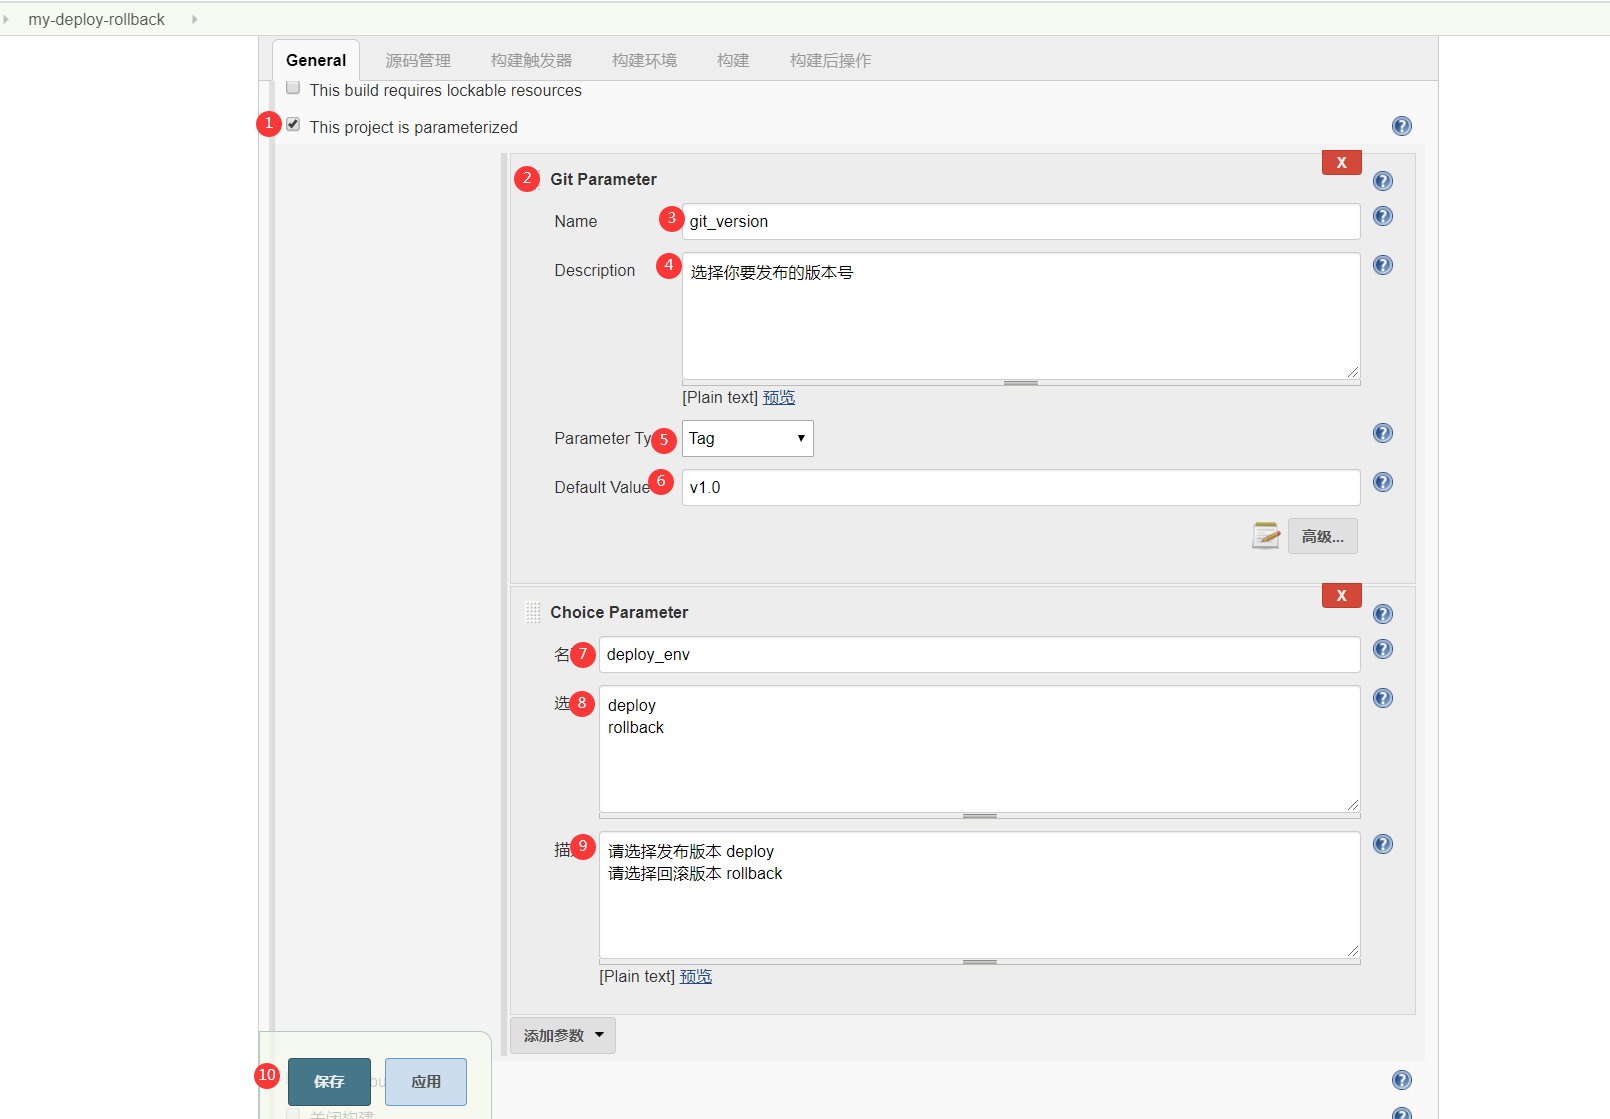 my-deploy-rollback
General 源码管理 构建触发器 构建环境 构建 构建后操作
This build requires lockable resources
1 This project is parameterized
X
2 Git Parameter
Name 3 git_version
Description 4 选择你要发布的版本号
[Plain text] 预览
Parameter Ty 5 Tag
Default Value 6 v1.0
高级...
X
Choice Parameter
名 7 deploy_env
选 8 deploy
rollback
描 9 请选择发布版本 deploy
请选择回滚版本 rollback
[Plain text] 预览
添加参数
10 保存 应用
关闭构建